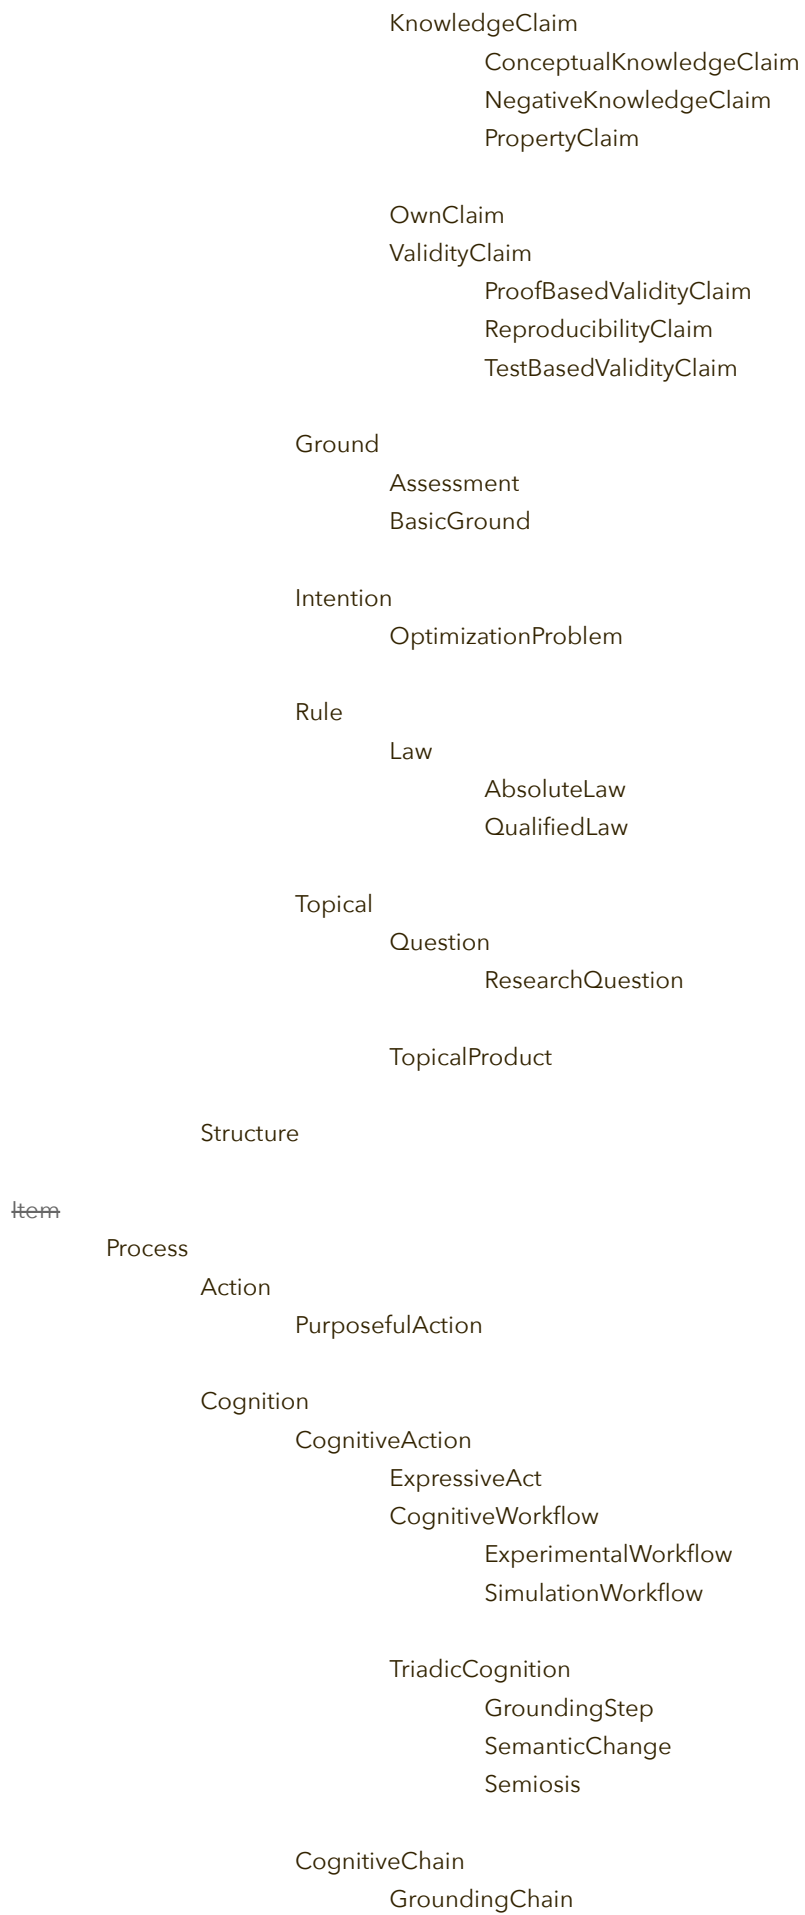 KnowledgeClaim
ConceptualKnowledgeClaim
NegativeKnowledgeClaim
PropertyClaim
OwnClaim
ValidityClaim
ProofBasedValidityClaim
ReproducibilityClaim
TestBasedValidityClaim
Ground
Assessment
BasicGround
Intention
OptimizationProblem
Rule
Law
AbsoluteLaw
QualifiedLaw
Topical
Question
ResearchQuestion
TopicalProduct
Structure
Item
Process
Action
PurposefulAction
Cognition
CognitiveAction
ExpressiveAct
CognitiveWorkflow
ExperimentalWorkflow
SimulationWorkflow
TriadicCognition
GroundingStep
SemanticChange
Semiosis
CognitiveChain
GroundingChain